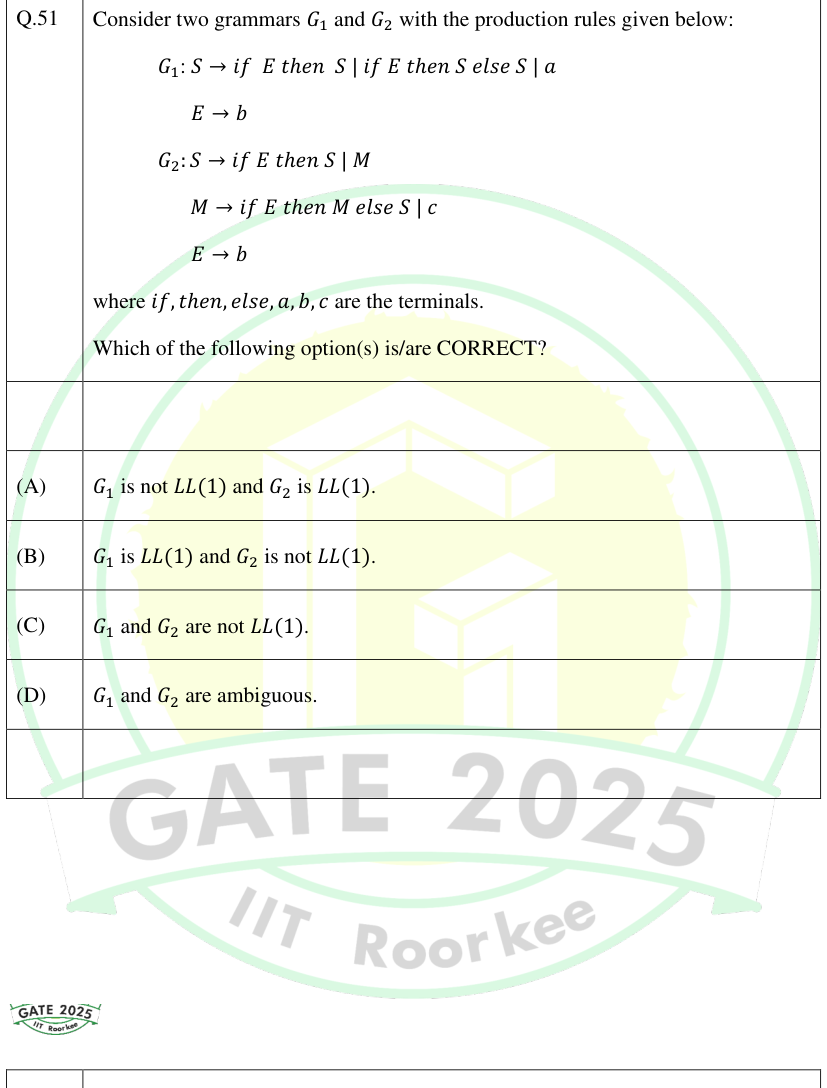 Q.51 Consider two grammars G₁ and G₂ with the production rules given below:
G₁: S → if E then S | if E then S else S | a
E → b
G₂: S → if E then S | M
M → if E then M else S | c
E → b
where if, then, else, a, b, c are the terminals.
Which of the following option(s) is/are CORRECT?
(A) G₁ is not LL(1) and G₂ is LL(1).
(B) G₁ is LL(1) and G₂ is not LL(1).
(C) G₁ and G₂ are not LL(1).
(D) G₁ and G₂ are ambiguous.
GATE 2025
IIT Roorkee
GATE 2025
IIT Roorkee